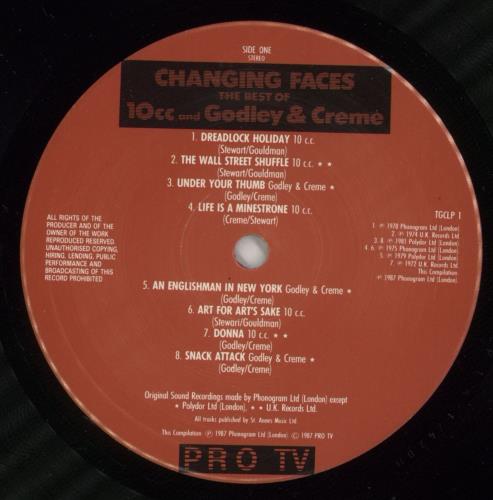 SIDE ONE
STEREO
CHANGING FACES
THE BEST OF
10cc and Godley & Creme
1. DREADLOCK HOLIDAY 10 c.c.
(Stewart/Gouldman)
2. THE WALL STREET SHUFFLE 10 c.c. ★ ★
(Stewart/Gouldman)
3. UNDER YOUR THUMB Godley & Creme ★
(Godley/Creme)
4. LIFE IS A MINESTRONE 10 c.c.
(Creme/Stewart)
ALL RIGHTS OF THE
PRODUCER AND OF THE
OWNER OF THE WORK
REPRODUCED RESERVED.
UNAUTHORISED COPYING,
HIRING, LENDING, PUBLIC
PERFORMANCE AND
BROADCASTING OF THIS
RECORD PROHIBITED
TGCLP 1
1. ℗ 1978 Phonogram Ltd (London)
2. ℗ 1974 U.K. Records Ltd
3. 8. ℗ 1981 Polydor Ltd (London)
4. 6. ℗ 1975 Phonogram Ltd (London)
5. ℗ 1979 Polydor Ltd (London)
7. ℗ 1972 U.K. Records Ltd
This Compilation
℗ 1987 Phonogram Ltd (London)
5. AN ENGLISHMAN IN NEW YORK Godley & Creme ★
(Godley/Creme)
6. ART FOR ART'S SAKE 10 c.c.
(Stewart/Gouldman)
7. DONNA 10 c.c. ★ ★
(Godley/Creme)
8. SNACK ATTACK Godley & Creme ★
(Godley/Creme)
Original Sound Recordings made by Phonogram Ltd (London) except
★ Polydor Ltd (London), ★ ★ U.K. Records Ltd.
All tracks published by St. Annes Music Ltd
This Compilation ℗ 1987 Phonogram Ltd (London) © 1987 PRO TV
PRO TV